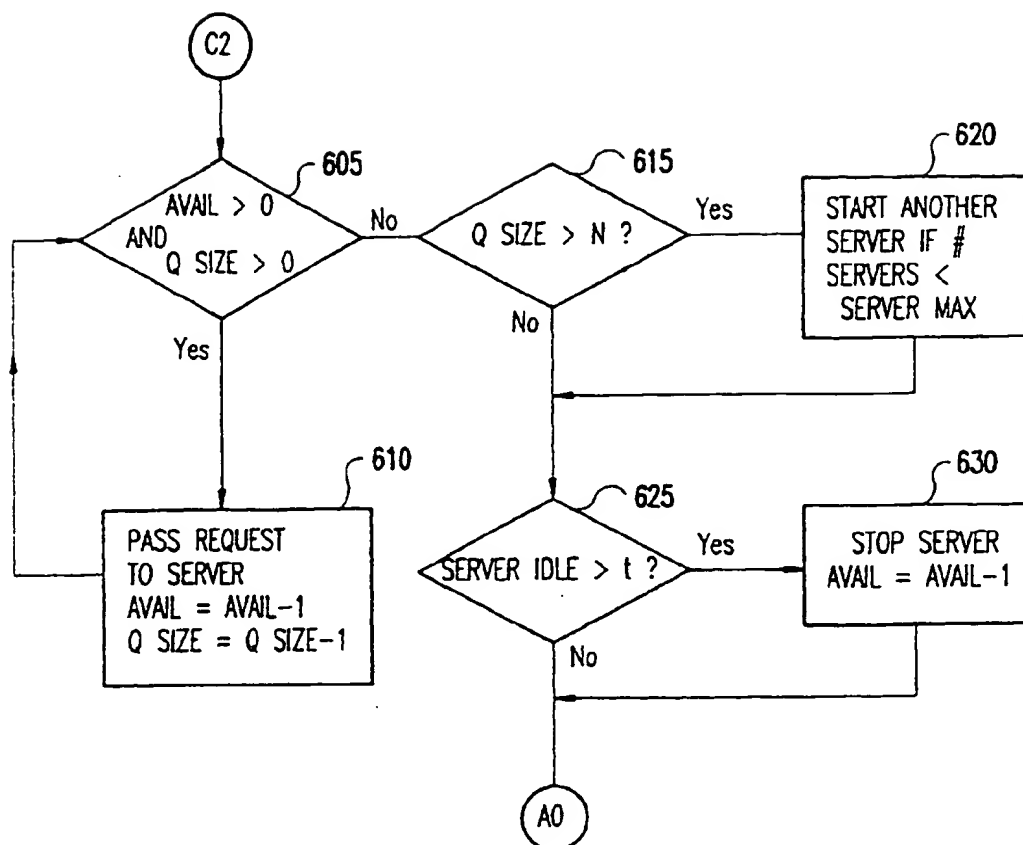 C2
605
AVAIL > 0
AND
Q SIZE > 0
No
Yes
615
Q SIZE > N ?
Yes
No
620
START ANOTHER
SERVER IF #
SERVERS <
SERVER MAX
610
PASS REQUEST
TO SERVER
AVAIL = AVAIL-1
Q SIZE = Q SIZE-1
625
SERVER IDLE > t ?
Yes
No
630
STOP SERVER
AVAIL = AVAIL-1
A0